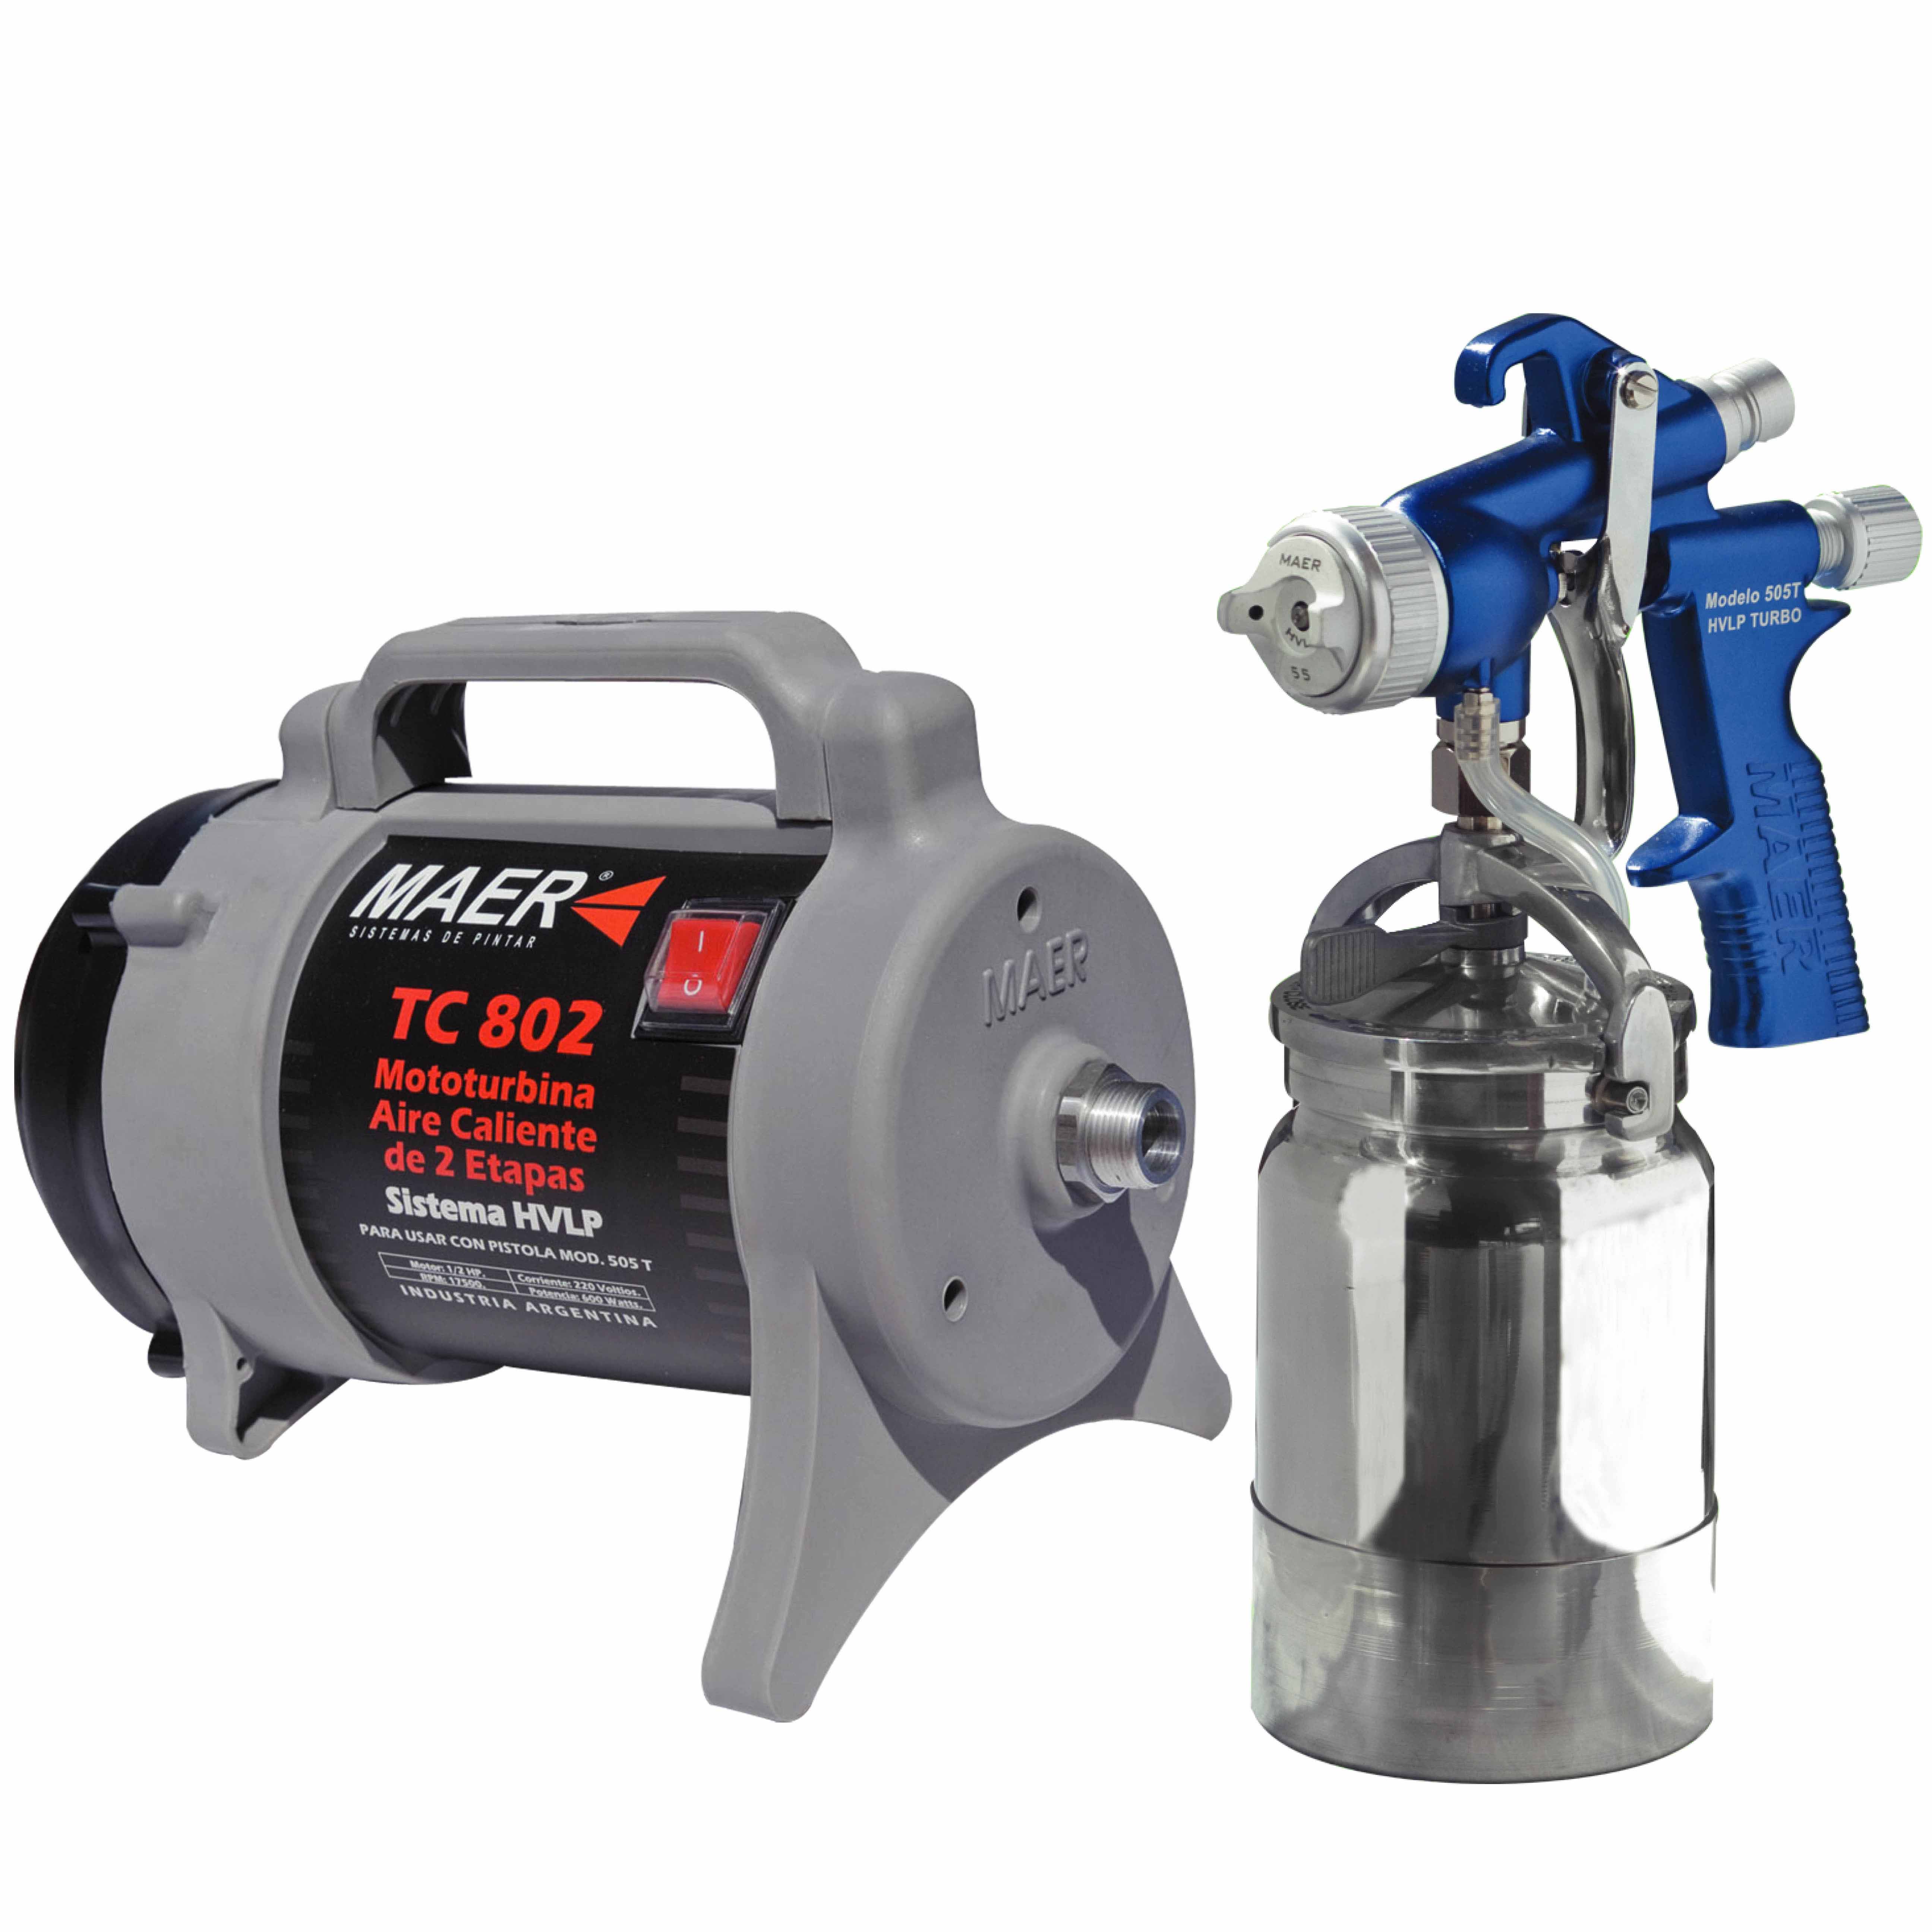 MAER®
SISTEMAS DE PINTAR
I
O
TC 802
Mototurbina
Aire Caliente
de 2 Etapas
Sistema HVLP
PARA USAR CON PISTOLA MOD. 505 T
Motor: 1/2 HP. Corriente: 220 Voltios.
RPM: 17500. Potencia: 600 Watts.
INDUSTRIA ARGENTINA
MAER
MAER
HVL
55
Modelo 505T
HVLP TURBO
MAER